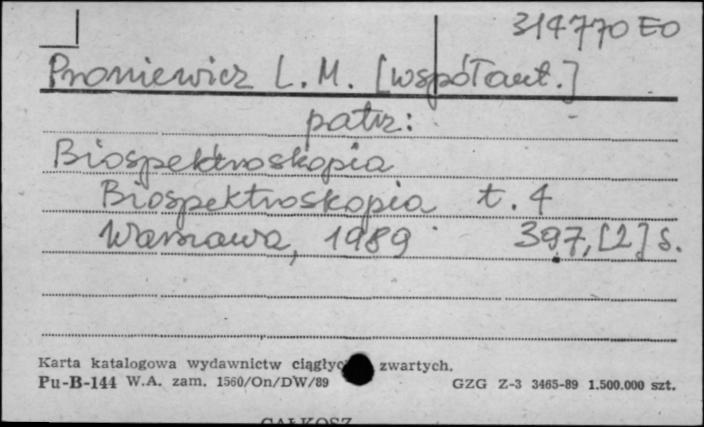 314770 EO
Proniewicz L. M. [współaut.]
patrz:
Biospektroskopia
Biospektroskopia t. 4
Warszawa, 1989 397, [2] s.
Karta katalogowa wydawnictw zwartych.
Pu-B-144 W.A. zam. 1560/On/DW/89 GZG Z-3 3465-89 1.500.000 szt.